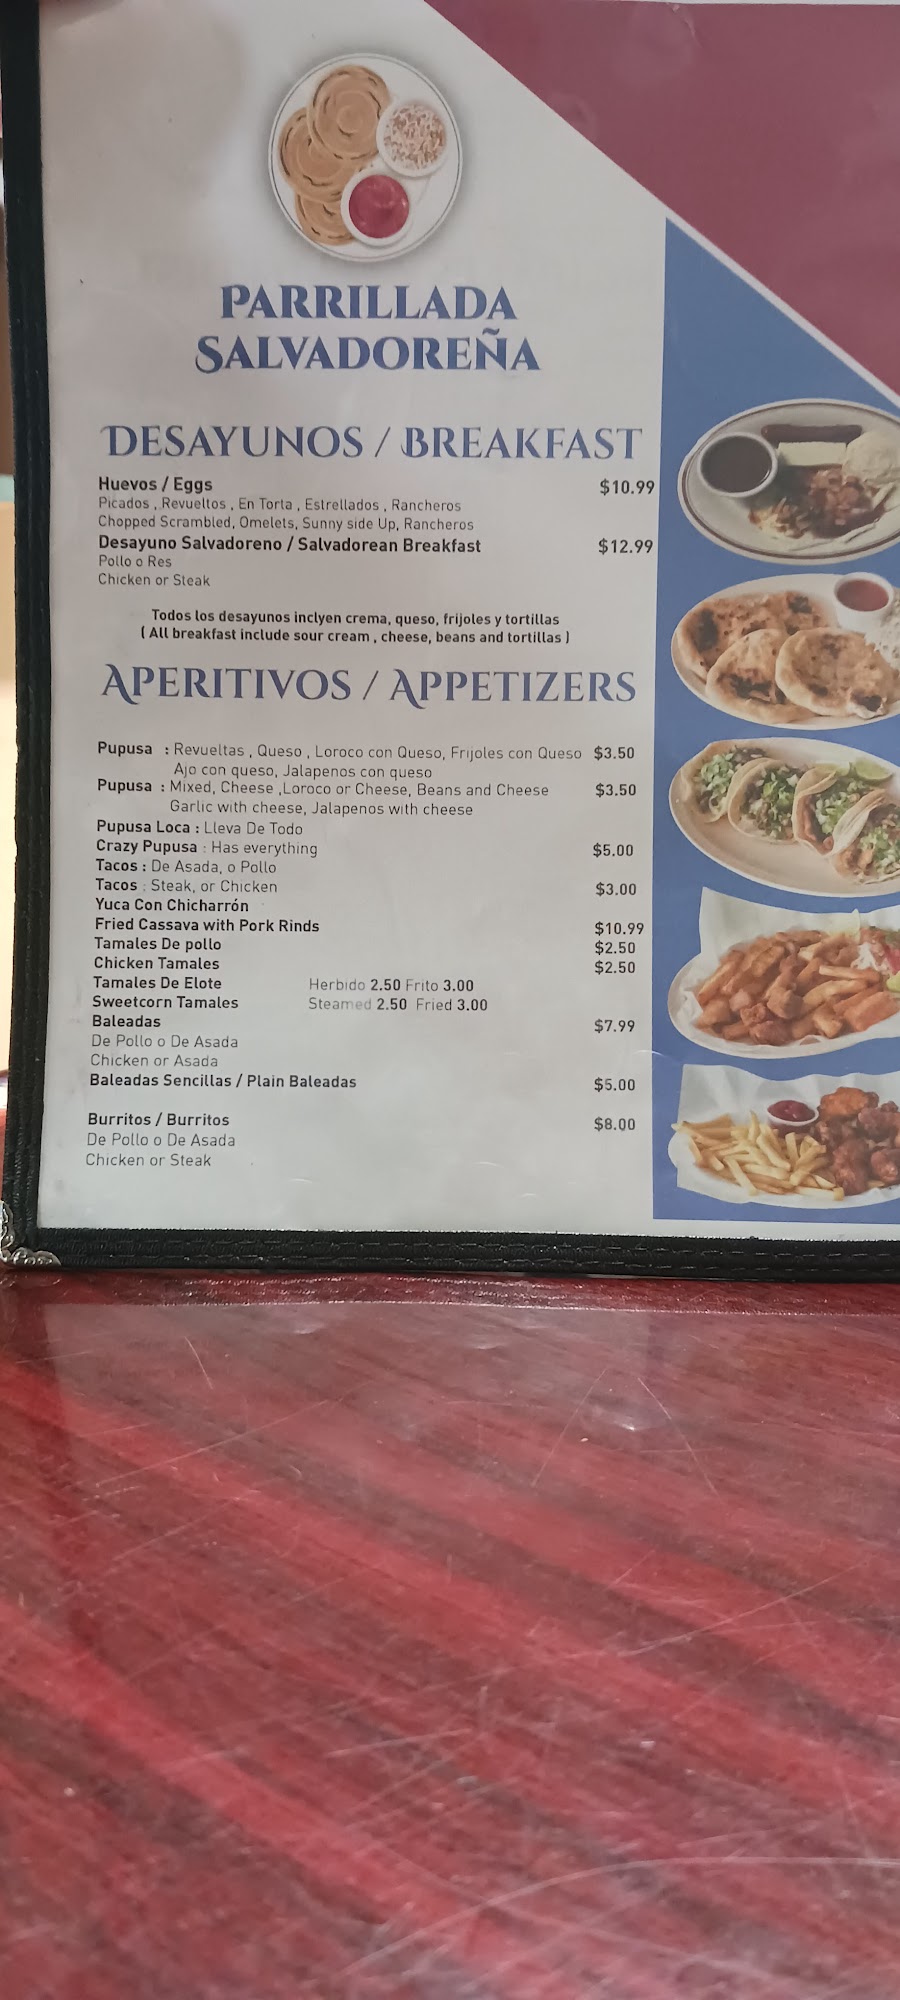 PARRILLADA
SALVADOREÑA
DESAYUNOS / BREAKFAST
Huevos / Eggs $10.99
Picados , Revueltos , En Torta , Estrellados , Rancheros
Chopped Scrambled, Omelets, Sunny side Up, Rancheros
Desayuno Salvadoreno / Salvadorean Breakfast $12.99
Pollo o Res
Chicken or Steak
Todos los desayunos inclyen crema, queso, frijoles y tortillas
( All breakfast include sour cream , cheese, beans and tortillas )
APERITIVOS / APPETIZERS
Pupusa : Revueltas , Queso , Loroco con Queso, Frijoles con Queso $3.50
Ajo con queso, Jalapenos con queso
Pupusa : Mixed, Cheese ,Loroco or Cheese, Beans and Cheese $3.50
Garlic with cheese, Jalapenos with cheese
Pupusa Loca : Lleva De Todo
Crazy Pupusa : Has everything $5.00
Tacos : De Asada, o Pollo
Tacos : Steak, or Chicken $3.00
Yuca Con Chicharrón
Fried Cassava with Pork Rinds $10.99
Tamales De pollo $2.50
Chicken Tamales $2.50
Tamales De Elote Herbido 2.50 Frito 3.00
Sweetcorn Tamales Steamed 2.50 Fried 3.00
Baleadas $7.99
De Pollo o De Asada
Chicken or Asada
Baleadas Sencillas / Plain Baleadas $5.00
Burritos / Burritos $8.00
De Pollo o De Asada
Chicken or Steak